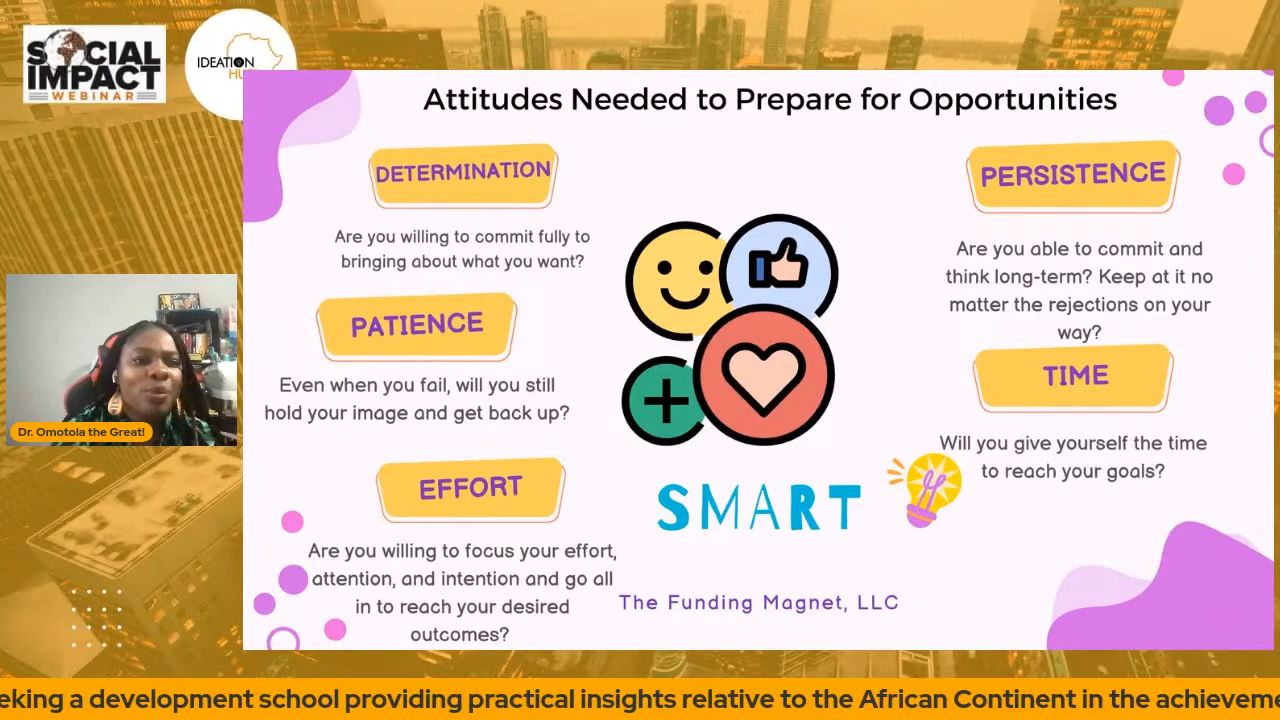 SOCIAL
IMPACT
WEBINAR
IDEATION
HU
Attitudes Needed to Prepare for Opportunities
DETERMINATION
Are you willing to commit fully to
bringing about what you want?
PATIENCE
Even when you fail, will you still
hold your image and get back up?
EFFORT
Are you willing to focus your effort,
attention, and intention and go all
in to reach your desired
outcomes?
PERSISTENCE
Are you able to commit and
think long-term? Keep at it no
matter the rejections on your
way?
TIME
Will you give yourself the time
to reach your goals?
SMART
The Funding Magnet, LLC
Dr. Omotola the Great!
eking a development school providing practical insights relative to the African Continent in the achieveme